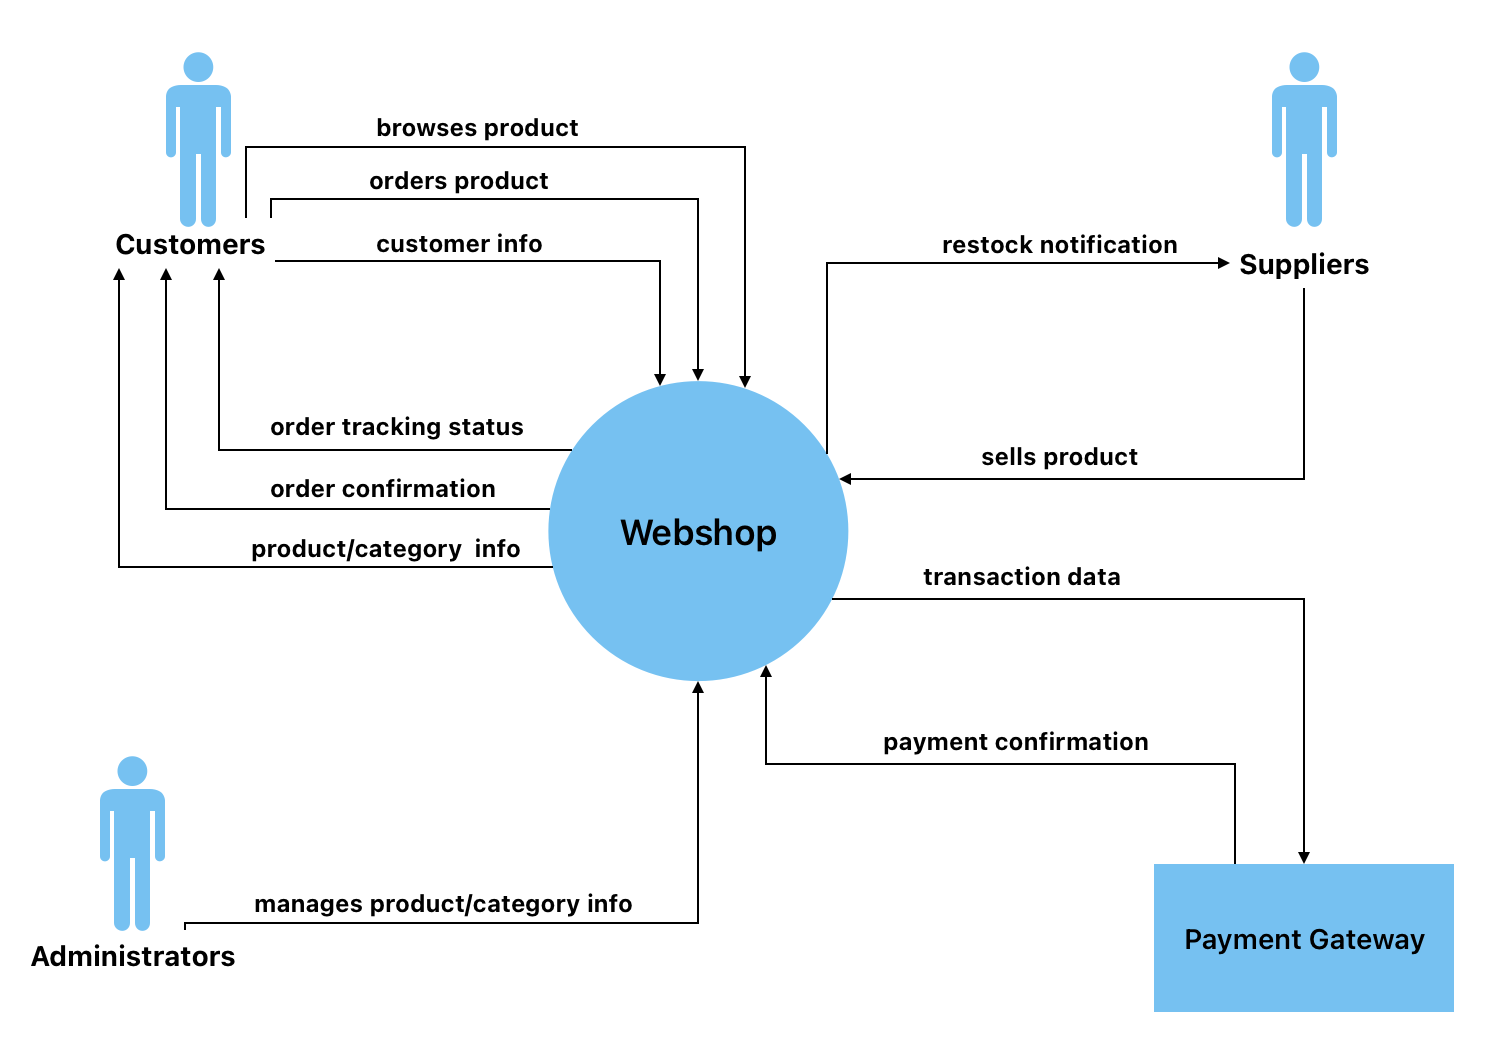 browses product
orders product
Customers
customer info
restock notification
Suppliers
order tracking status
sells product
order confirmation
Webshop
product/category  info
transaction data
payment confirmation
manages product/category info
Administrators
Payment Gateway